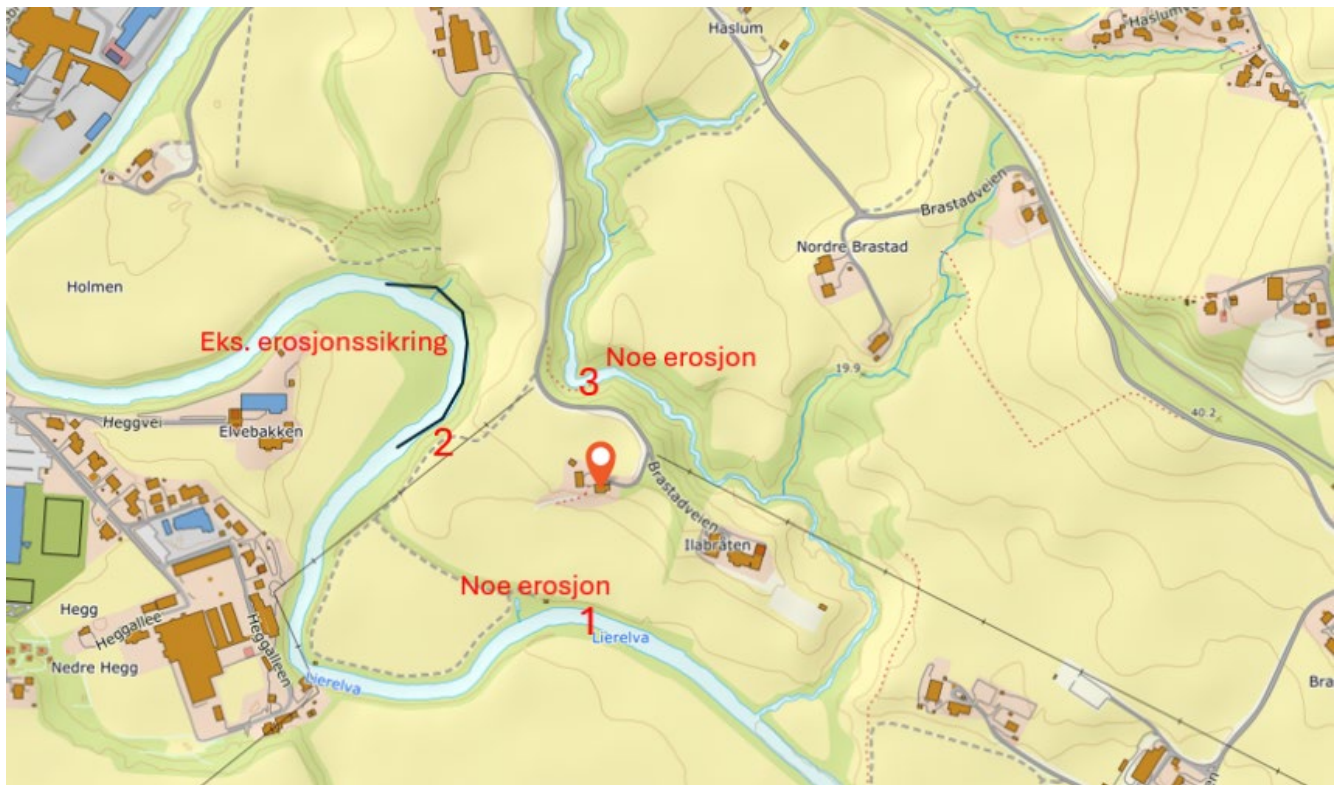 Haslum
Haslumv
Brastadveien
Nordre Brastad
Holmen
Eks. erosjonssikring
Noe erosjon
3
19.9
40.2
Heggvei
Elvebakken
2
Brastadveien
Ilabråten
Noe erosjon
1
Lierelva
Hegg
Heggallee
Heggalleen
Nedre Hegg
Lierelva
Bra